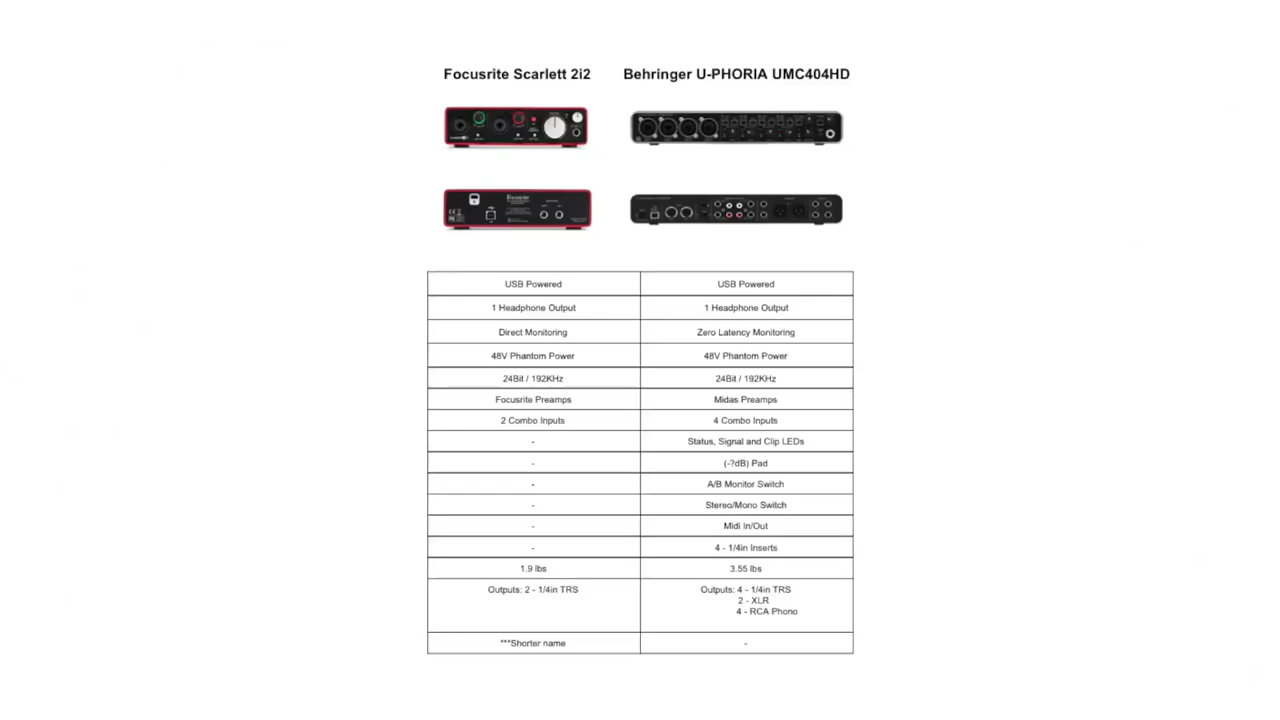 Focusrite Scarlett 2i2 Behringer U-PHORIA UMC404HD
Focusrite
USB Powered USB Powered
1 Headphone Output 1 Headphone Output
Direct Monitoring Zero Latency Monitoring
48V Phantom Power 48V Phantom Power
24Bit / 192KHz 24Bit / 192KHz
Focusrite Preamps Midas Preamps
2 Combo Inputs 4 Combo Inputs
- Status, Signal and Clip LEDs
- (-?dB) Pad
- A/B Monitor Switch
- Stereo/Mono Switch
- Midi In/Out
- 4 - 1/4in Inserts
1.9 lbs 3.55 lbs
Outputs: 2 - 1/4in TRS Outputs: 4 - 1/4in TRS
2 - XLR
4 - RCA Phono
***Shorter name -